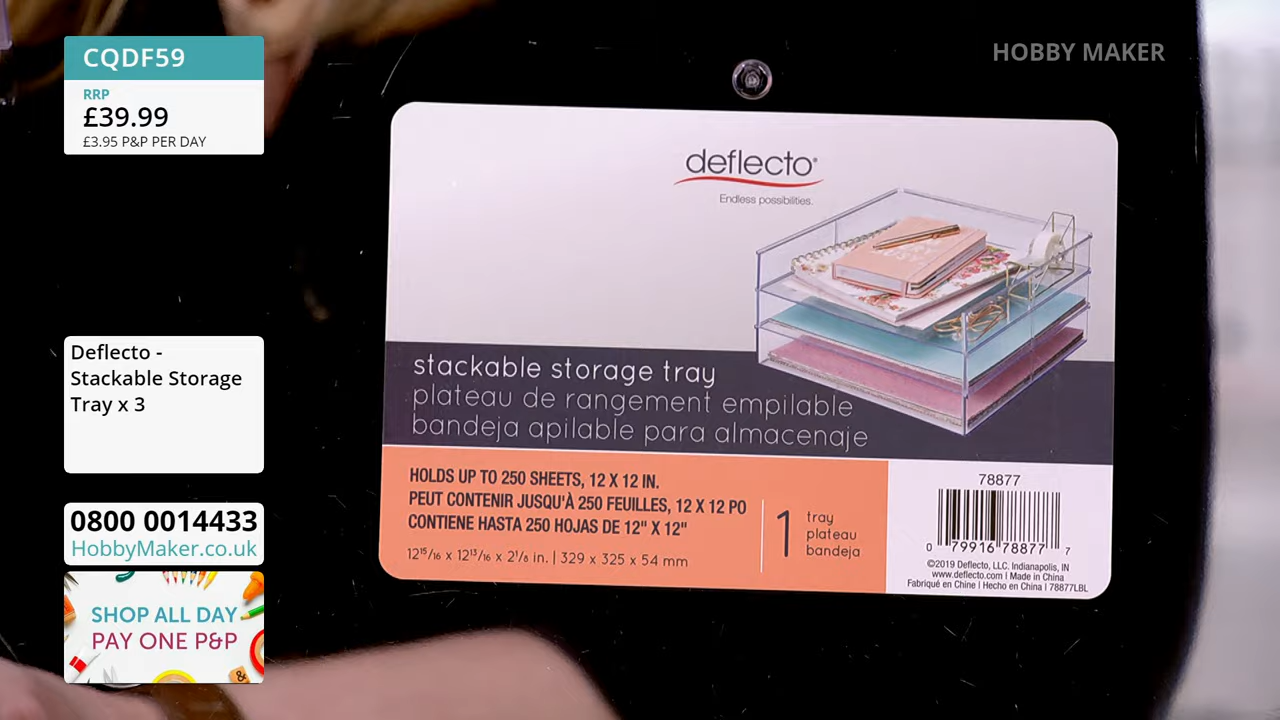 CQDF59
RRP
£39.99
£3.95 P&P PER DAY
HOBBY MAKER
deflecto®
Endless possibilities.
stackable storage tray
plateau de rangement empilable
bandeja apilable para almacenaje
HOLDS UP TO 250 SHEETS, 12 X 12 IN.
PEUT CONTENIR JUSQU'À 250 FEUILLES, 12 X 12 PO
CONTIENE HASTA 250 HOJAS DE 12" X 12"
12¹⁵/₁₆ x 12¹³/₁₆ x 2¹/₈ in. | 329 x 325 x 54 mm
1
tray
plateau
bandeja
78877
0 79916 78877 7
©2019 Deflecto, LLC. Indianapolis, IN
www.deflecto.com | Made in China
Fabriqué en Chine | Hecho en China | 78877LBL
Deflecto -
Stackable Storage
Tray x 3
0800 0014433
HobbyMaker.co.uk
SHOP ALL DAY
PAY ONE P&P